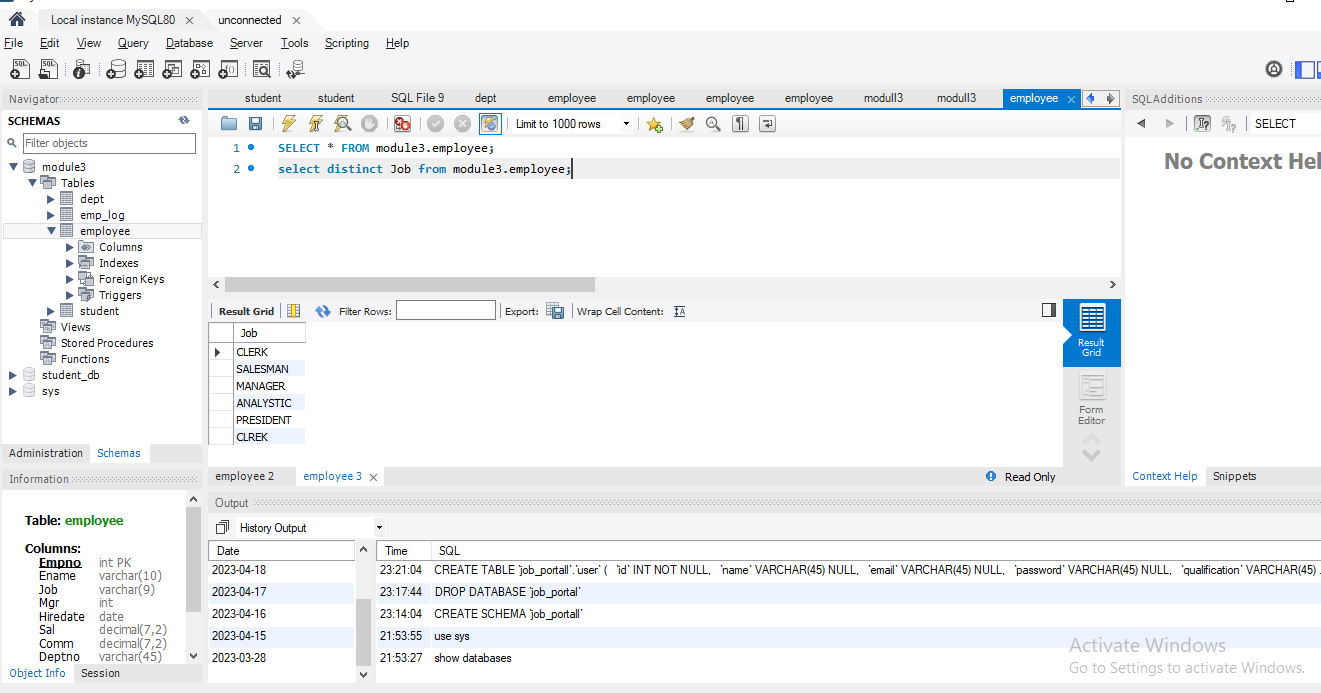 Local instance MySQL80 unconnected
File Edit View Query Database Server Tools Scripting Help
Navigator
SCHEMAS
Filter objects
module3
Tables
dept
emp_log
employee
Columns
Indexes
Foreign Keys
Triggers
student
Views
Stored Procedures
Functions
student_db
sys
Administration Schemas
Information
Table: employee
Columns:
Empno int PK
Ename varchar(10)
Job varchar(9)
Mgr int
Hiredate date
Sal decimal(7,2)
Comm decimal(7,2)
Deptno varchar(45)
Object Info Session
student student SQL File 9 dept employee employee employee employee modull3 modull3 employee
Limit to 1000 rows
1 SELECT * FROM module3.employee;
2 select distinct Job from module3.employee;
Result Grid Filter Rows: Export: Wrap Cell Content:
Job
CLERK
SALESMAN
MANAGER
ANALYSTIC
PRESIDENT
CLREK
Result
Grid
Form
Editor
employee 2 employee 3 Read Only
Output
History Output
Date Time SQL
2023-04-18 23:21:04 CREATE TABLE `job_portall`.`user` ( `id` INT NOT NULL, `name` VARCHAR(45) NULL, `email` VARCHAR(45) NULL, `password` VARCHAR(45) NULL, `qualification` VARCHAR(45)
2023-04-17 23:17:44 DROP DATABASE `job_portal`
2023-04-16 23:14:04 CREATE SCHEMA `job_portall`
2023-04-15 21:53:55 use sys
2023-03-28 21:53:27 show databases
SQLAdditions
SELECT
No Context Hel
Context Help Snippets
Activate Windows
Go to Settings to activate Windows.